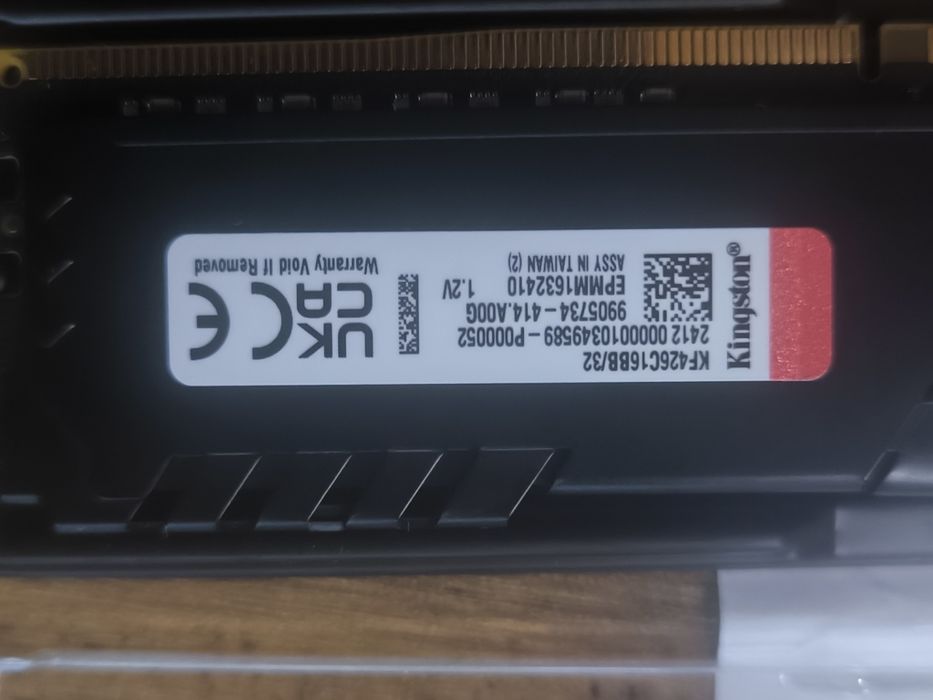 Kingston®
KF426C16BB/32
2412 0000010349589 – P000052
9905734 – 414.A00G
EPMM1632410 1.2V
ASSY IN TAIWAN (2)
UK
CA
CE
Warranty Void If Removed